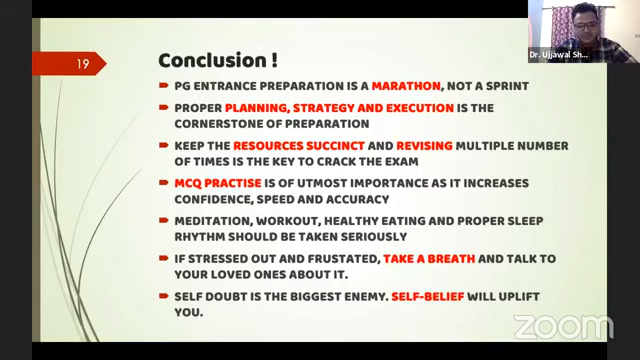 Dr. Ujjawal Sh...
19
Conclusion !
PG ENTRANCE PREPARATION IS A MARATHON, NOT A SPRINT
PROPER PLANNING, STRATEGY AND EXECUTION IS THE
CORNERSTONE OF PREPARATION
KEEP THE RESOURCES SUCCINCT AND REVISING MULTIPLE NUMBER
OF TIMES IS THE KEY TO CRACK THE EXAM
MCQ PRACTISE IS OF UTMOST IMPORTANCE AS IT INCREASES
CONFIDENCE, SPEED AND ACCURACY
MEDITATION, WORKOUT, HEALTHY EATING AND PROPER SLEEP
RHYTHM SHOULD BE TAKEN SERIOUSLY
IF STRESSED OUT AND FRUSTATED, TAKE A BREATH AND TALK TO
YOUR LOVED ONES ABOUT IT.
SELF DOUBT IS THE BIGGEST ENEMY. SELF-BELIEF WILL UPLIFT
YOU.
zoom